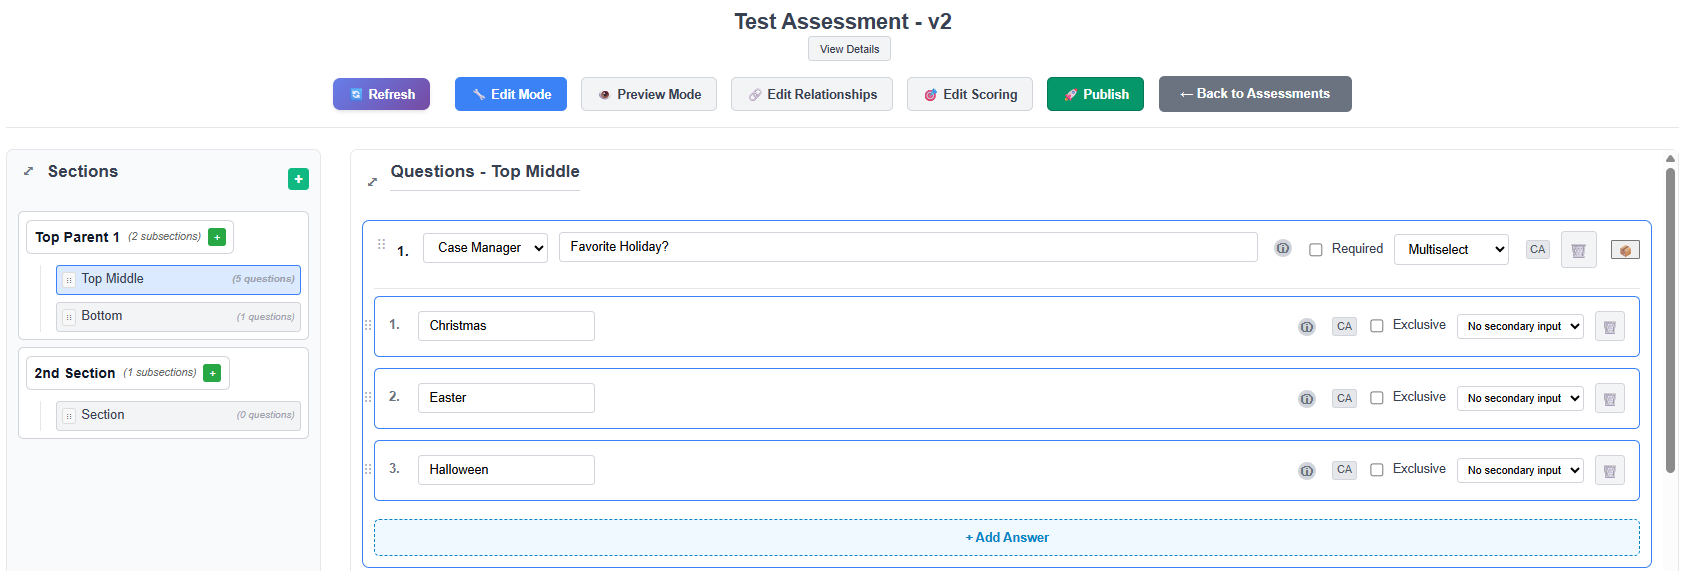 Test Assessment - v2
View Details
Refresh Edit Mode Preview Mode Edit Relationships Edit Scoring Publish ← Back to Assessments
Sections
+
Top Parent 1 (2 subsections) +
Top Middle (5 questions)
Bottom (1 questions)
2nd Section (1 subsections) +
Section (0 questions)
Questions - Top Middle
1. Case Manager Favorite Holiday? Required Multiselect CA
1. Christmas CA Exclusive No secondary input
2. Easter CA Exclusive No secondary input
3. Halloween CA Exclusive No secondary input
+ Add Answer